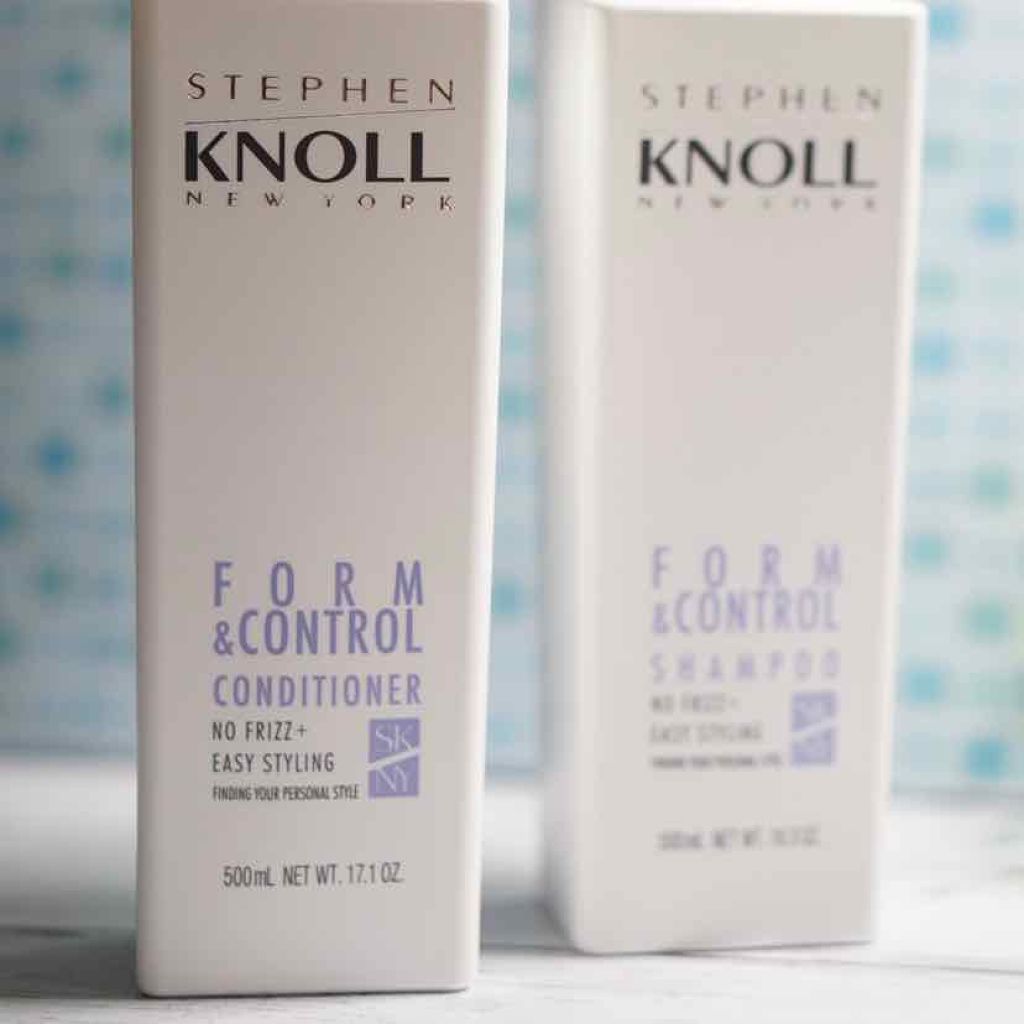 STEPHEN
KNOLL
NEW YORK
FORM
&CONTROL
CONDITIONER
NO FRIZZ+
EASY STYLING
FINDING YOUR PERSONAL STYLE
SK
NY
500mL NET WT. 17.1 OZ.
STEPHEN
KNOLL
NEW YORK
FORM
&CONTROL
SHAMPOO
NO FRIZZ+
EASY STYLING